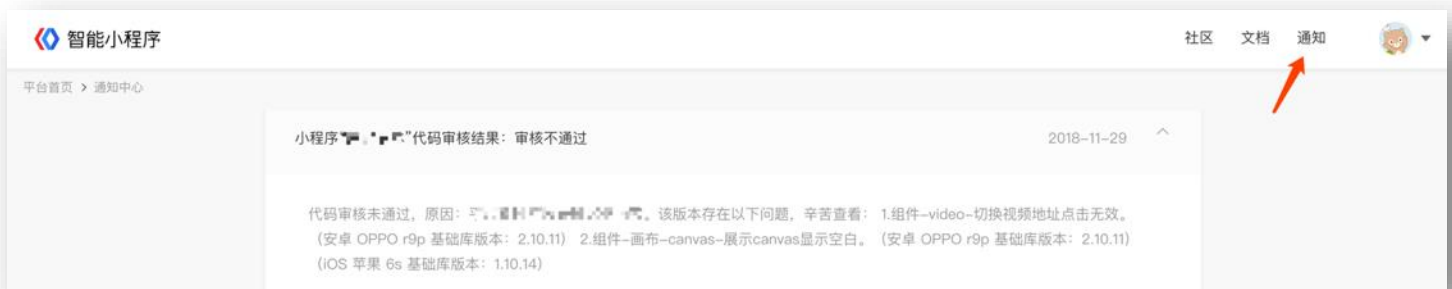 智能小程序
社区 文档 通知
平台首页 > 通知中心
小程序“ ”代码审核结果：审核不通过 2018-11-29
代码审核未通过，原因： 。该版本存在以下问题，辛苦查看： 1.组件-video-切换视频地址点击无效。
（安卓 OPPO r9p 基础库版本：2.10.11） 2.组件-画布-canvas-展示canvas显示空白。（安卓 OPPO r9p 基础库版本：2.10.11）
（iOS 苹果 6s 基础库版本：1.10.14）